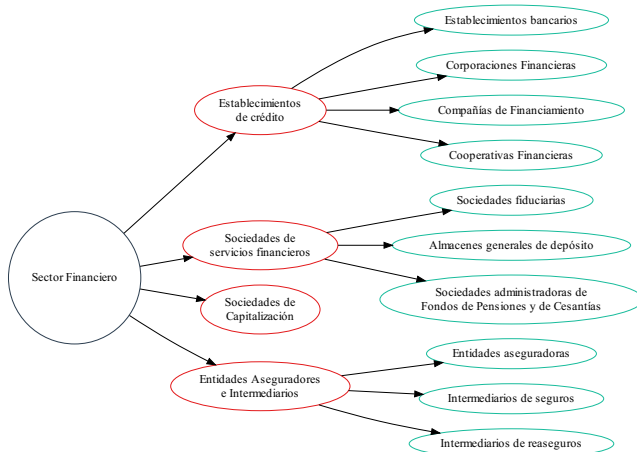 Sector Financiero
Establecimientos
de crédito
Establecimientos bancarios
Corporaciones Financieras
Compañías de Financiamiento
Cooperativas Financieras
Sociedades de
servicios financieros
Sociedades fiduciarias
Almacenes generales de depósito
Sociedades administradoras de
Fondos de Pensiones y de Cesantías
Sociedades de
Capitalización
Entidades Aseguradores
e Intermediarios
Entidades aseguradoras
Intermediarios de seguros
Intermediarios de reaseguros